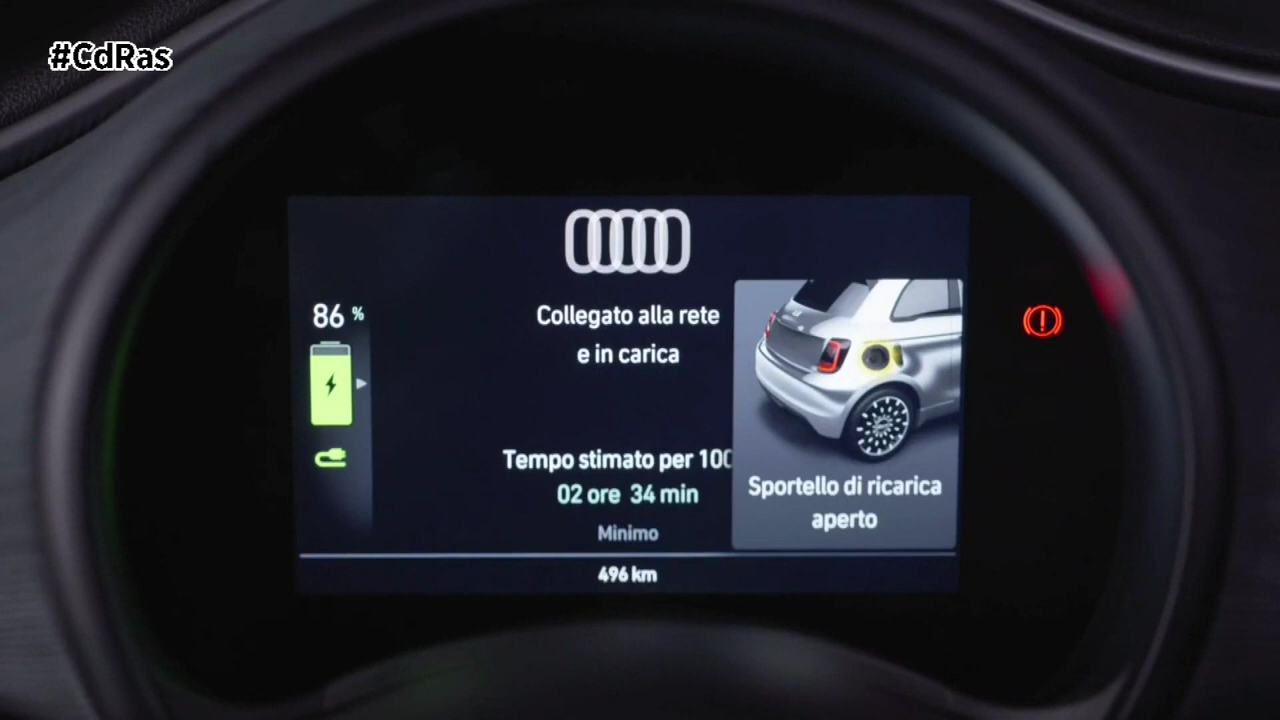 #CdRas
86 %
Collegato alla rete
e in carica
Tempo stimato per 100
02 ore 34 min
Minimo
496 km
Sportello di ricarica
aperto